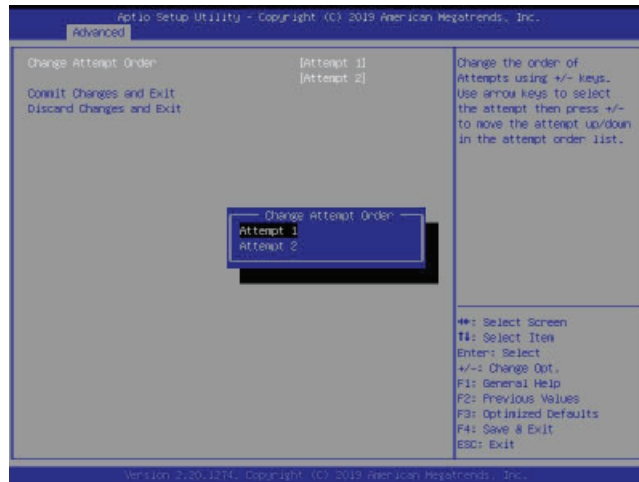 Aptio Setup Utility - Copyright (C) 2019 American Megatrends, Inc.
Advanced
Change Attempt Order [Attempt 1]
[Attempt 2]
Commit Changes and Exit
Discard Changes and Exit
Change Attempt Order
Attempt 1
Attempt 2
Change the order of
Attempts using +/- keys.
Use arrow keys to select
the attempt then press +/-
to move the attempt up/down
in the attempt order list.
→←: Select Screen
↑↓: Select Item
Enter: Select
+/-: Change Opt.
F1: General Help
F2: Previous Values
F3: Optimized Defaults
F4: Save & Exit
ESC: Exit
Version 2.20.1274. Copyright (C) 2019 American Megatrends, Inc.